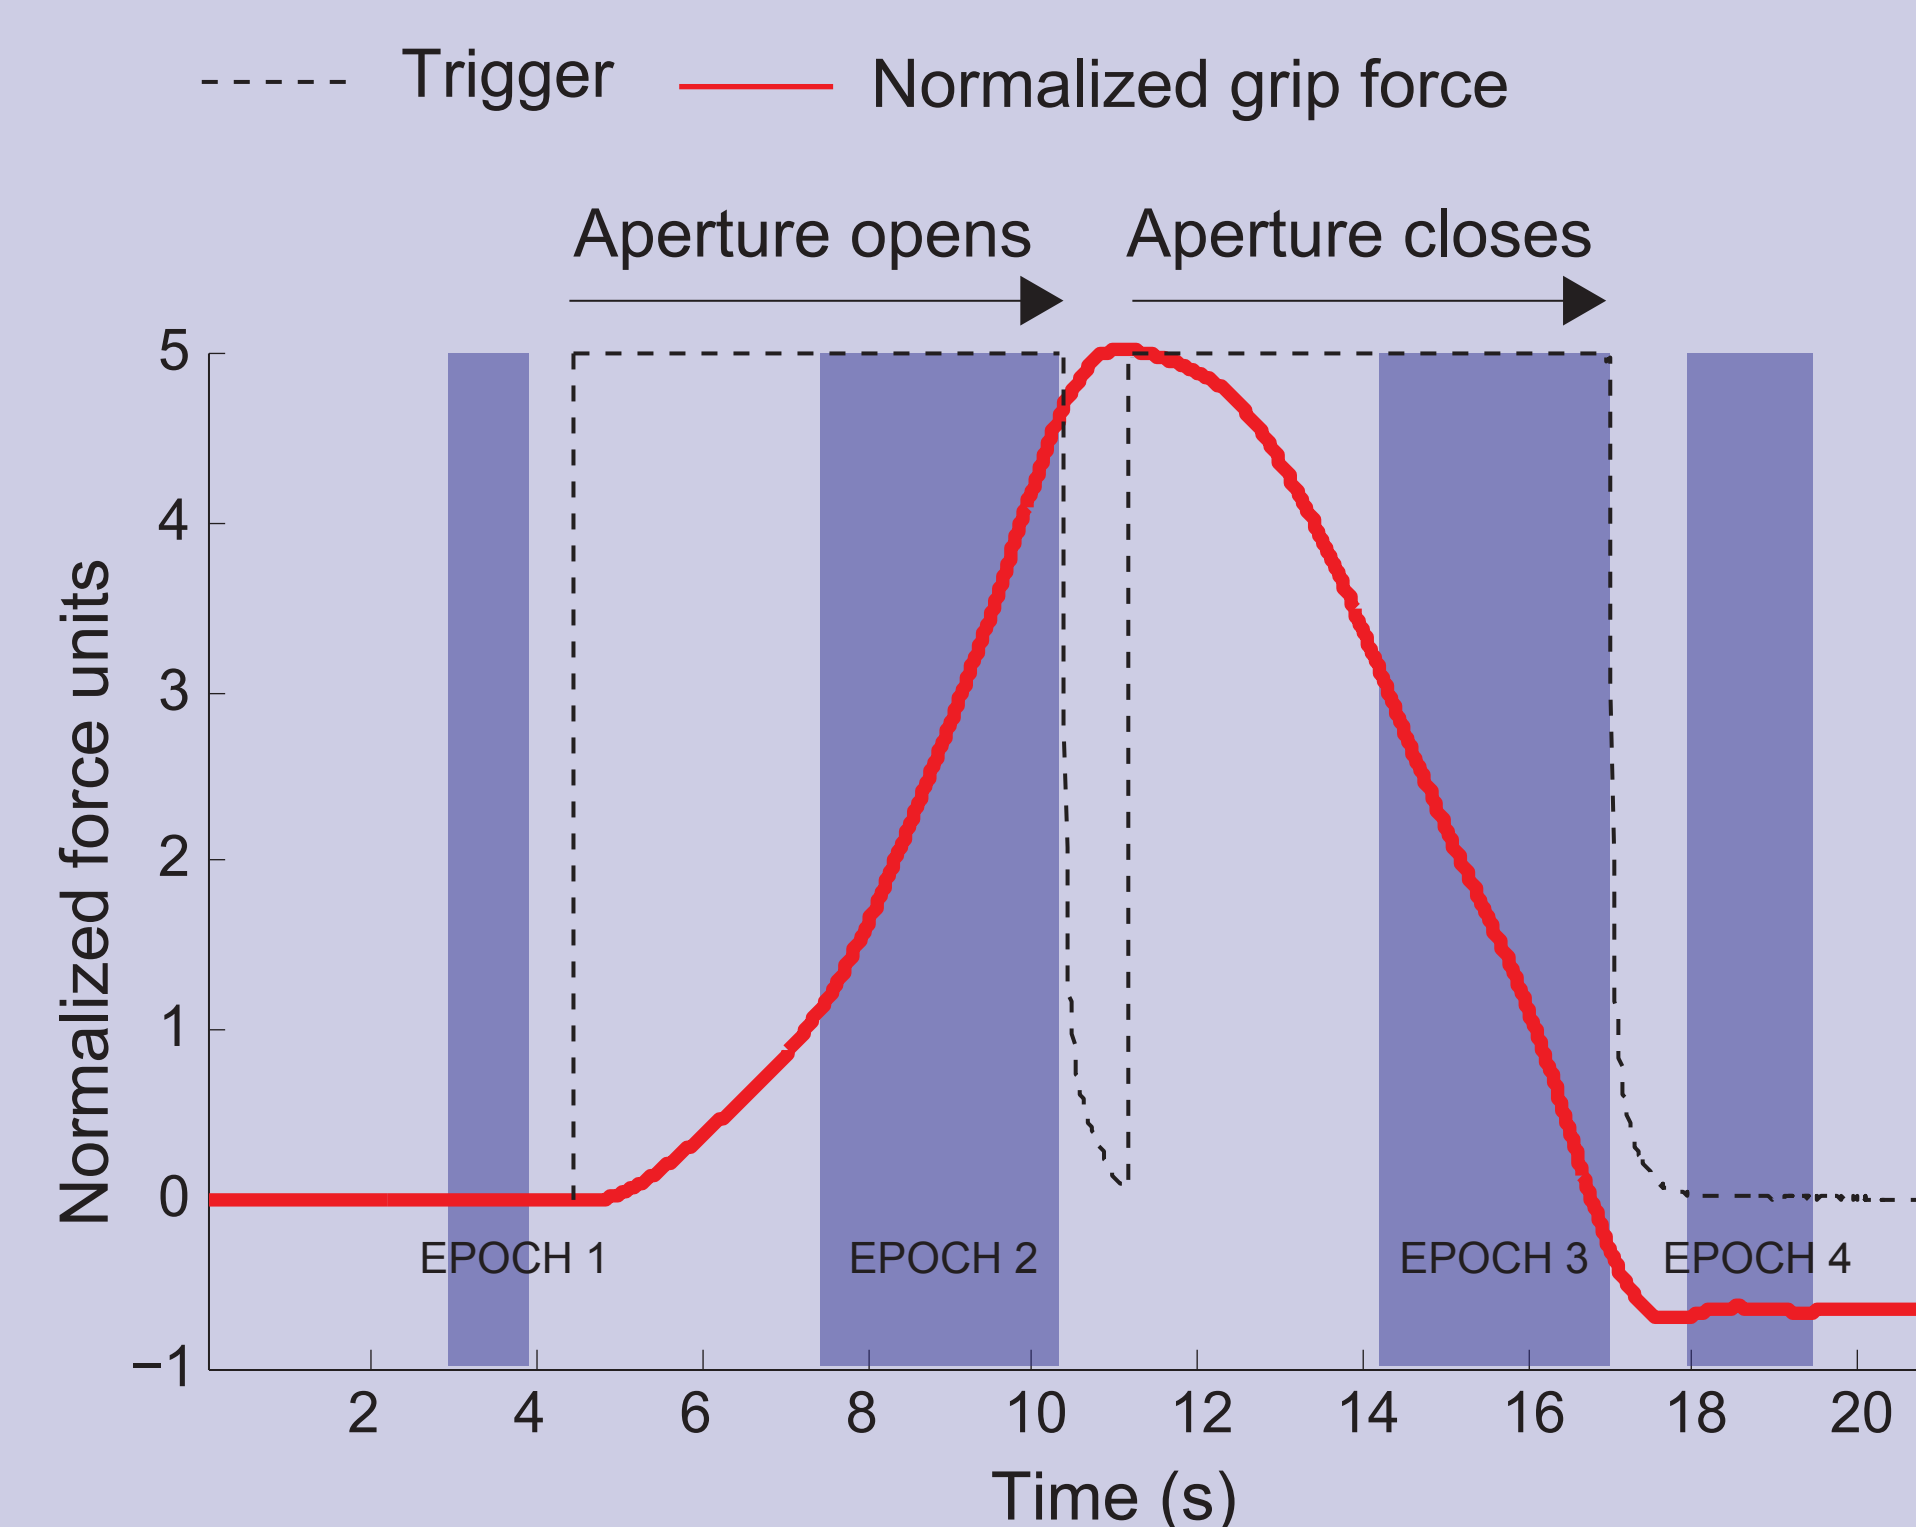 Trigger
Normalized grip force
Aperture opens
Aperture closes
5
4
3
2
1
0
−1
Normalized force units
EPOCH 1
EPOCH 2
EPOCH 3
EPOCH 4
2 4 6 8 10 12 14 16 18 20
Time (s)